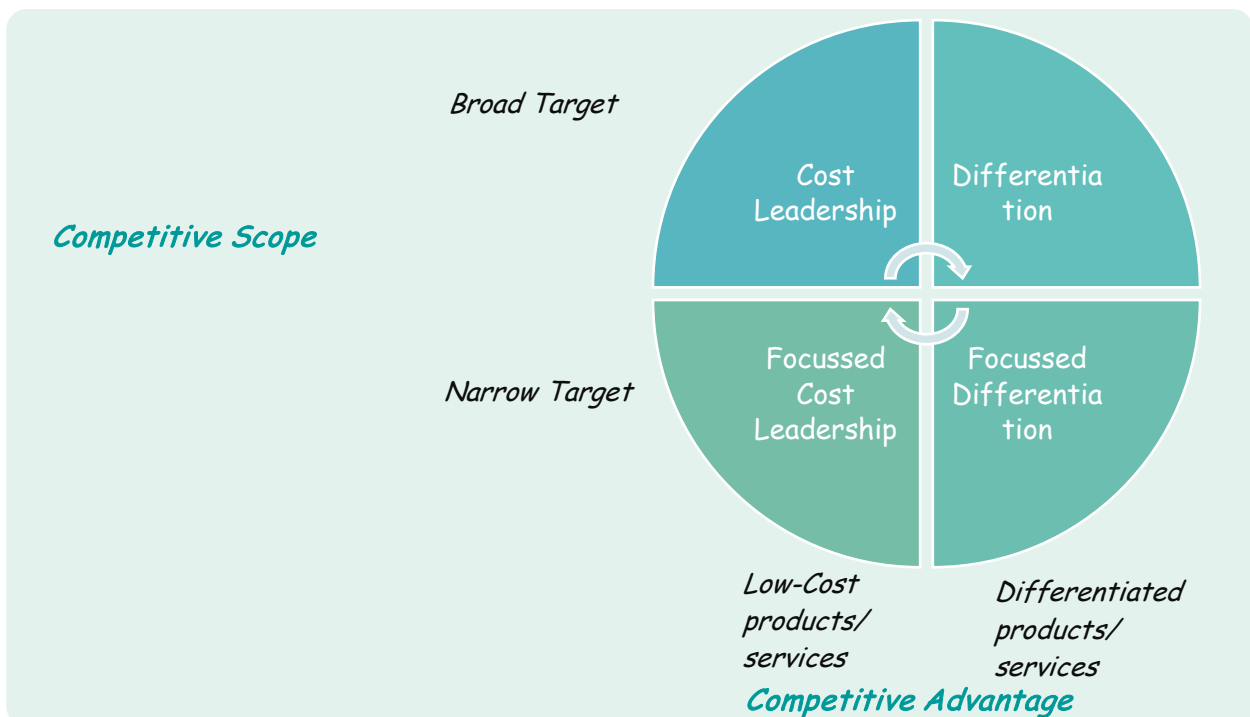 Broad Target
Cost
Leadership
Differentia
tion
Competitive Scope
Narrow Target
Focussed
Cost
Leadership
Focussed
Differentia
tion
Low-Cost
products/
services
Differentiated
products/
services
Competitive Advantage